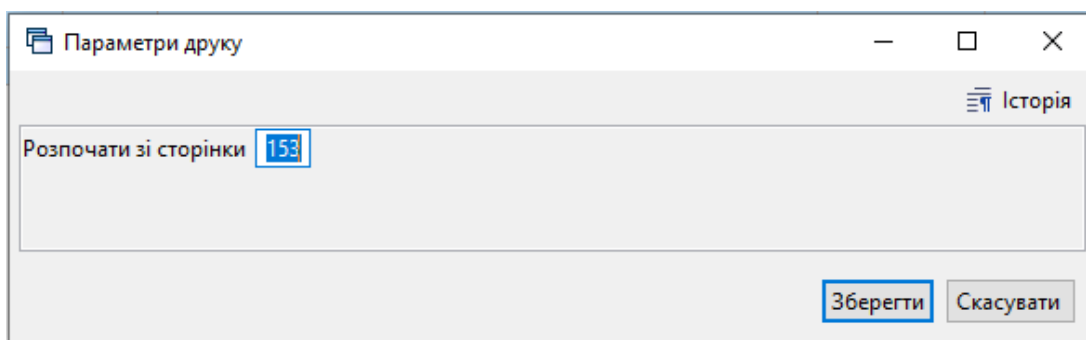 Параметри друку
Історія
Розпочати зі сторінки 153
Зберегти Скасувати